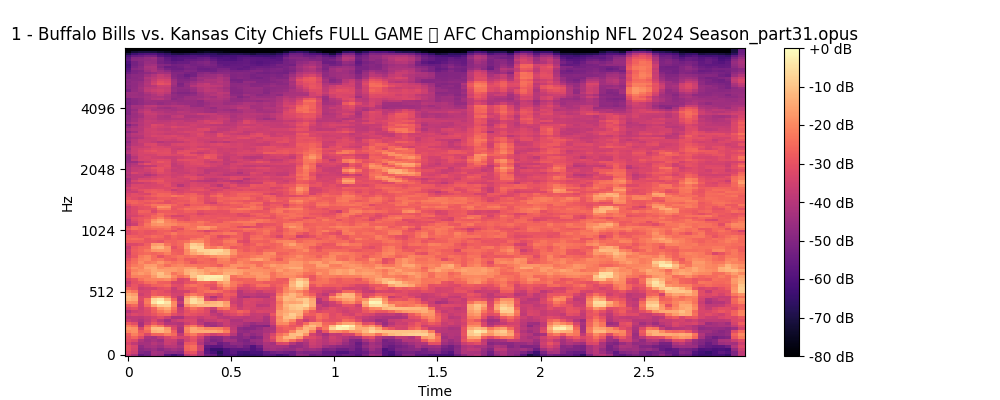 1 - Buffalo Bills vs. Kansas City Chiefs FULL GAME ▯ AFC Championship NFL 2024 Season_part31.opus
Hz
4096
2048
1024
512
0
0 0.5 1 1.5 2 2.5
Time
+0 dB
-10 dB
-20 dB
-30 dB
-40 dB
-50 dB
-60 dB
-70 dB
-80 dB